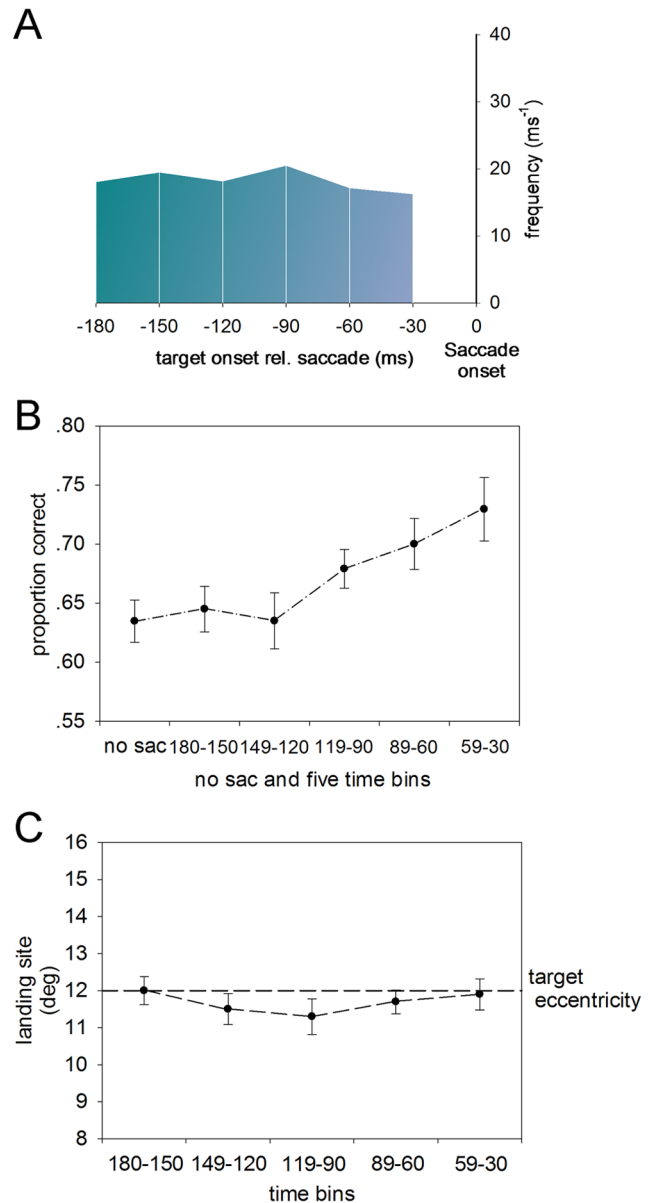 A
40
30
20
10
0
frequency (ms-1)
-180 -150 -120 -90 -60 -30 0
target onset rel. saccade (ms)
Saccade
onset
B
.80
.75
.70
.65
.60
.55
proportion correct
no sac 180-150 149-120 119-90 89-60 59-30
no sac and five time bins
C
16
15
14
13
12
11
10
9
8
landing site
(deg)
target
eccentricity
180-150 149-120 119-90 89-60 59-30
time bins